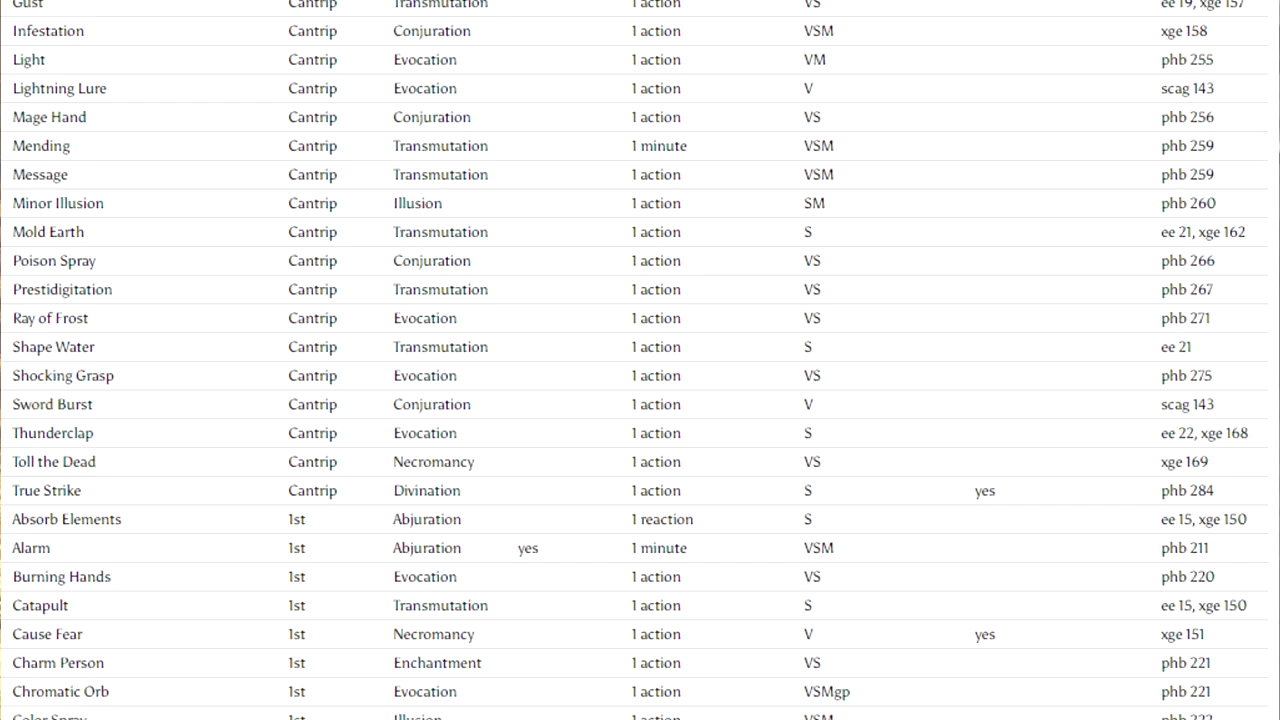 Gust Cantrip Transmutation 1 action VS ee 19, xge 157
Infestation Cantrip Conjuration 1 action VSM xge 158
Light Cantrip Evocation 1 action VM phb 255
Lightning Lure Cantrip Evocation 1 action V scag 143
Mage Hand Cantrip Conjuration 1 action VS phb 256
Mending Cantrip Transmutation 1 minute VSM phb 259
Message Cantrip Transmutation 1 action VSM phb 259
Minor Illusion Cantrip Illusion 1 action SM phb 260
Mold Earth Cantrip Transmutation 1 action S ee 21, xge 162
Poison Spray Cantrip Conjuration 1 action VS phb 266
Prestidigitation Cantrip Transmutation 1 action VS phb 267
Ray of Frost Cantrip Evocation 1 action VS phb 271
Shape Water Cantrip Transmutation 1 action S ee 21
Shocking Grasp Cantrip Evocation 1 action VS phb 275
Sword Burst Cantrip Conjuration 1 action V scag 143
Thunderclap Cantrip Evocation 1 action S ee 22, xge 168
Toll the Dead Cantrip Necromancy 1 action VS xge 169
True Strike Cantrip Divination 1 action S yes phb 284
Absorb Elements 1st Abjuration 1 reaction S ee 15, xge 150
Alarm 1st Abjuration yes 1 minute VSM phb 211
Burning Hands 1st Evocation 1 action VS phb 220
Catapult 1st Transmutation 1 action S ee 15, xge 150
Cause Fear 1st Necromancy 1 action V yes xge 151
Charm Person 1st Enchantment 1 action VS phb 221
Chromatic Orb 1st Evocation 1 action VSMgp phb 221
Color Spray 1st Illusion 1 action VSM phb 222